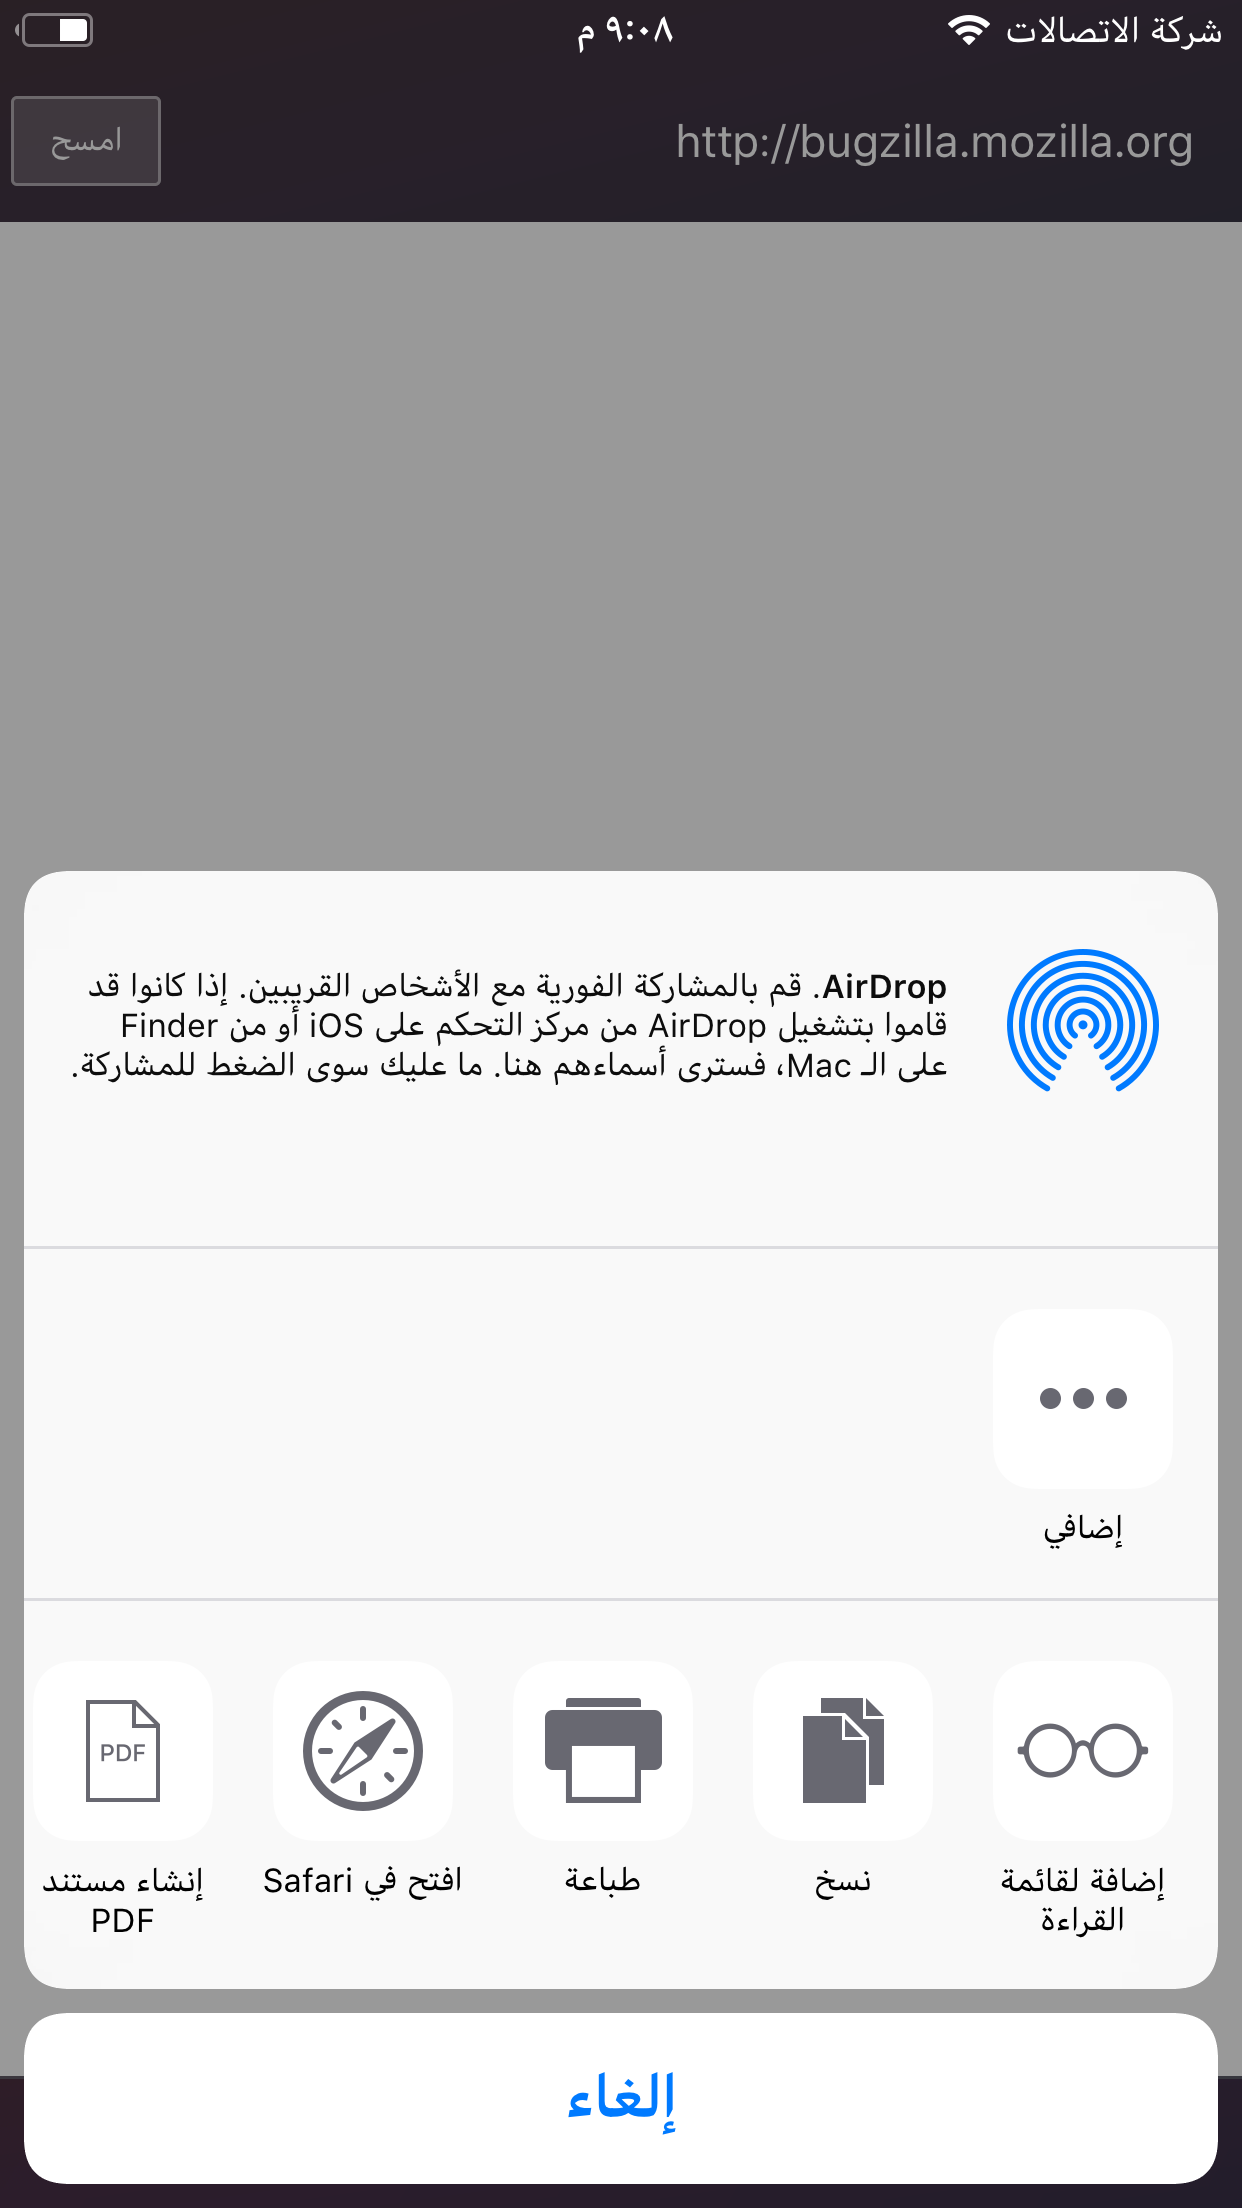 شركة الاتصالات
٩:٠٨ م
http://bugzilla.mozilla.org
امسح
AirDrop. قم بالمشاركة الفورية مع الأشخاص القريبين. إذا كانوا قد
قاموا بتشغيل AirDrop من مركز التحكم على iOS أو من Finder
على الـ Mac، فسترى أسماءهم هنا. ما عليك سوى الضغط للمشاركة.
إضافي
إضافة لقائمة
القراءة
نسخ
طباعة
افتح في Safari
PDF
إنشاء مستند
PDF
إلغاء